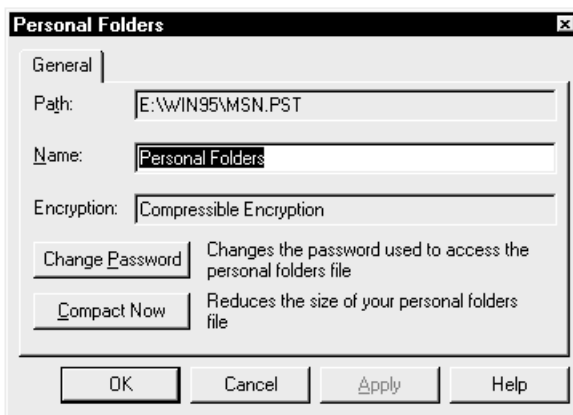 Personal Folders
General
Path: E:\WIN95\MSN.PST
Name: Personal Folders
Encryption: Compressible Encryption
Change Password Changes the password used to access the
personal folders file
Compact Now Reduces the size of your personal folders
file
OK Cancel Apply Help